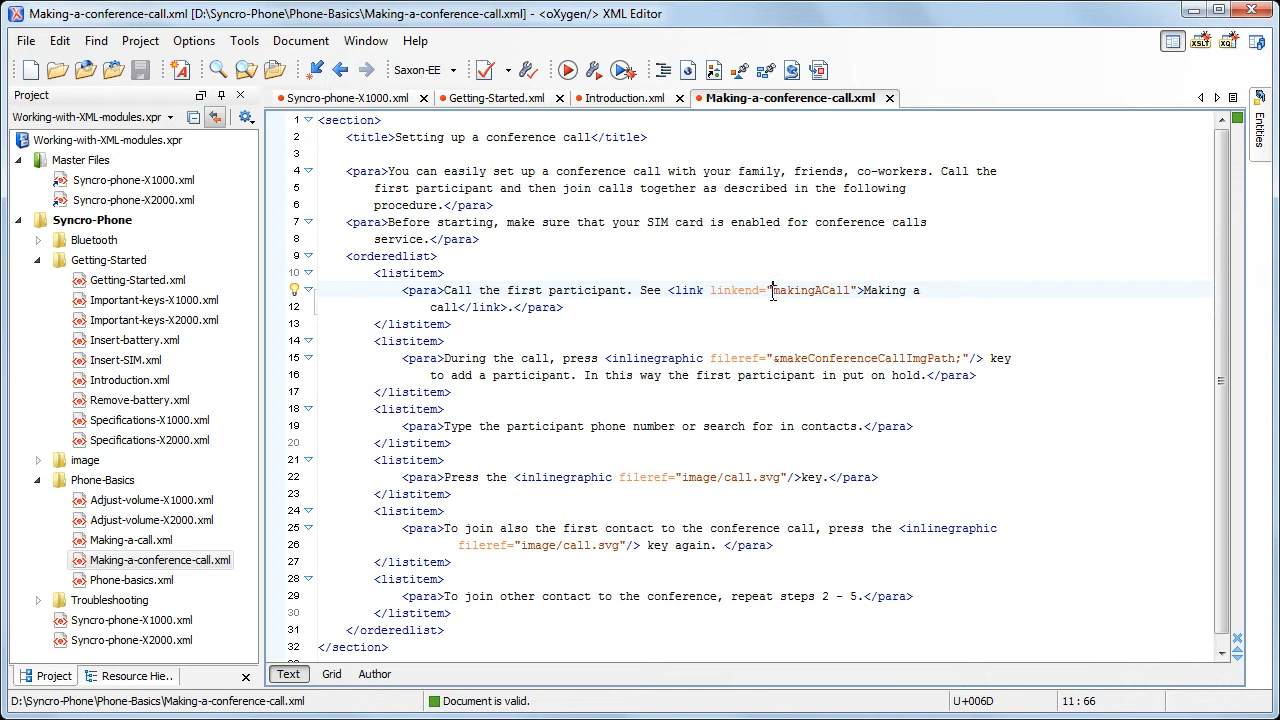 Making-a-conference-call.xml [D:\Syncro-Phone\Phone-Basics\Making-a-conference-call.xml] - <oXygen/> XML Editor
File Edit Find Project Options Tools Document Window Help
XSLT XQ
Saxon-EE
Project
Syncro-phone-X1000.xml Getting-Started.xml Introduction.xml Making-a-conference-call.xml
Working-with-XML-modules.xpr
Working-with-XML-modules.xpr
Master Files
Syncro-phone-X1000.xml
Syncro-phone-X2000.xml
Syncro-Phone
Bluetooth
Getting-Started
Getting-Started.xml
Important-keys-X1000.xml
Important-keys-X2000.xml
Insert-battery.xml
Insert-SIM.xml
Introduction.xml
Remove-battery.xml
Specifications-X1000.xml
Specifications-X2000.xml
image
Phone-Basics
Adjust-volume-X1000.xml
Adjust-volume-X2000.xml
Making-a-call.xml
Making-a-conference-call.xml
Phone-basics.xml
Troubleshooting
Syncro-phone-X1000.xml
Syncro-phone-X2000.xml
Project Resource Hie..
1 <section>
2 <title>Setting up a conference call</title>
3
4 <para>You can easily set up a conference call with your family, friends, co-workers. Call the
5 first participant and then join calls together as described in the following
6 procedure.</para>
7 <para>Before starting, make sure that your SIM card is enabled for conference calls
8 service.</para>
9 <orderedlist>
10 <listitem>
<para>Call the first participant. See <link linkend="makingACall">Making a
12 call</link>.</para>
13 </listitem>
14 <listitem>
15 <para>During the call, press <inlinegraphic fileref="&makeConferenceCallImgPath;"/> key
16 to add a participant. In this way the first participant in put on hold.</para>
17 </listitem>
18 <listitem>
19 <para>Type the participant phone number or search for in contacts.</para>
20 </listitem>
21 <listitem>
22 <para>Press the <inlinegraphic fileref="image/call.svg"/>key.</para>
23 </listitem>
24 <listitem>
25 <para>To join also the first contact to the conference call, press the <inlinegraphic
26 fileref="image/call.svg"/> key again. </para>
27 </listitem>
28 <listitem>
29 <para>To join other contact to the conference, repeat steps 2 - 5.</para>
30 </listitem>
31 </orderedlist>
32 </section>
Text Grid Author
Entities
D:\Syncro-Phone\Phone-Basics\Making-a-conference-call.xml Document is valid. U+006D 11 : 66